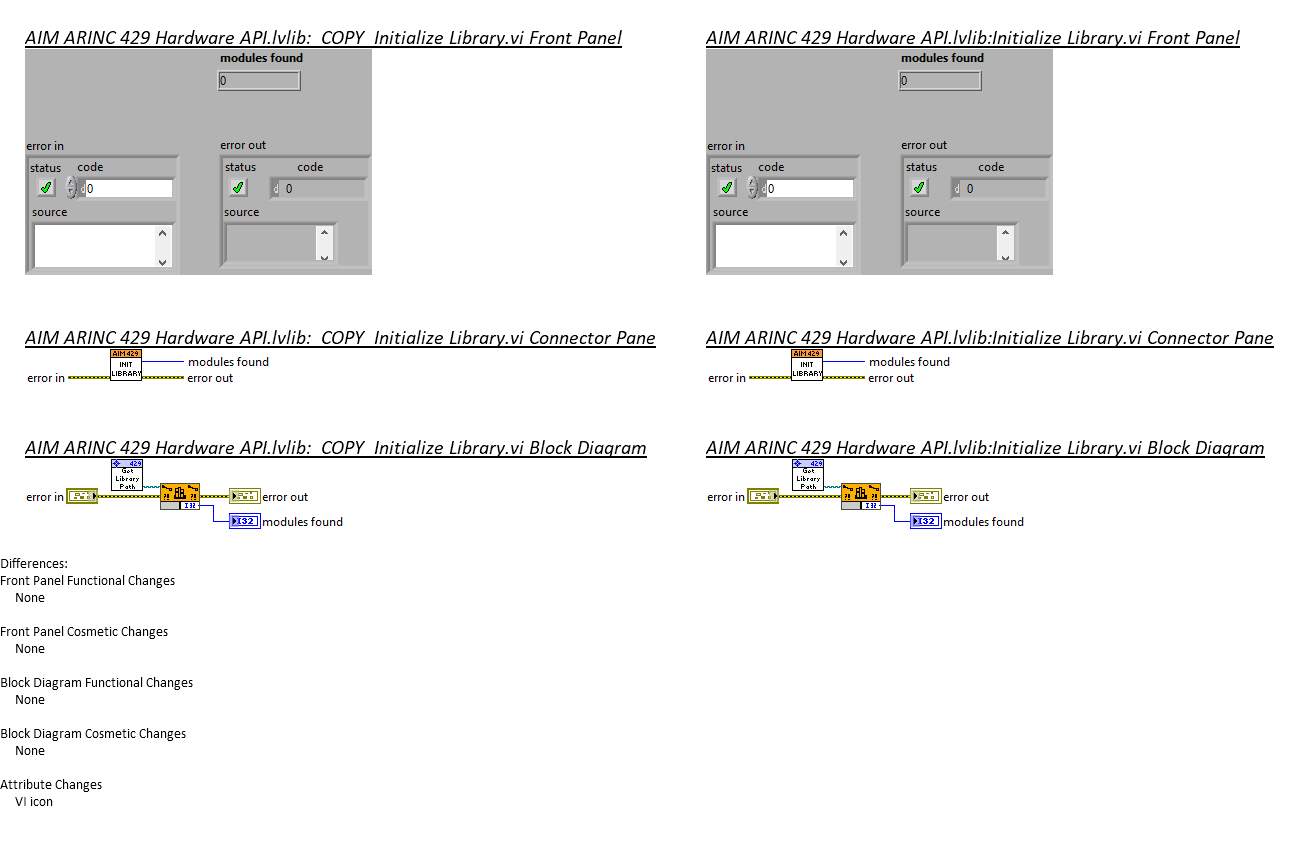 AIM ARINC 429 Hardware API.lvlib:  COPY  Initialize Library.vi Front Panel
modules found
0
error in
error out
status code
status code
d 0
d 0
source
source
AIM ARINC 429 Hardware API.lvlib:Initialize Library.vi Front Panel
modules found
0
error in
error out
status code
status code
d 0
d 0
source
source
AIM ARINC 429 Hardware API.lvlib:  COPY  Initialize Library.vi Connector Pane
AIM 429
INIT
LIBRARY
modules found
error in
error out
AIM ARINC 429 Hardware API.lvlib:Initialize Library.vi Connector Pane
AIM 429
INIT
LIBRARY
modules found
error in
error out
AIM ARINC 429 Hardware API.lvlib:  COPY  Initialize Library.vi Block Diagram
429
Get
Library
Path
error in
?!
?!
I32
error out
I32
modules found
AIM ARINC 429 Hardware API.lvlib:Initialize Library.vi Block Diagram
429
Get
Library
Path
error in
?!
?!
I32
error out
I32
modules found
Differences:
Front Panel Functional Changes
None
Front Panel Cosmetic Changes
None
Block Diagram Functional Changes
None
Block Diagram Cosmetic Changes
None
Attribute Changes
VI icon